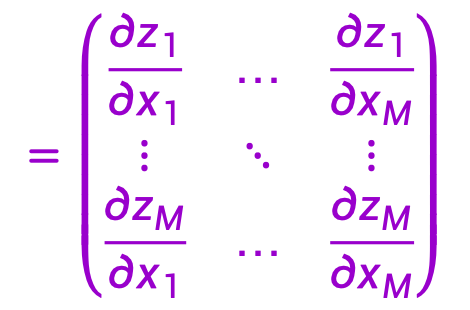 = ( ∂z₁/∂x₁ … ∂z₁/∂x_M
⋮ ⋱ ⋮
∂z_M/∂x₁ … ∂z_M/∂x_M )